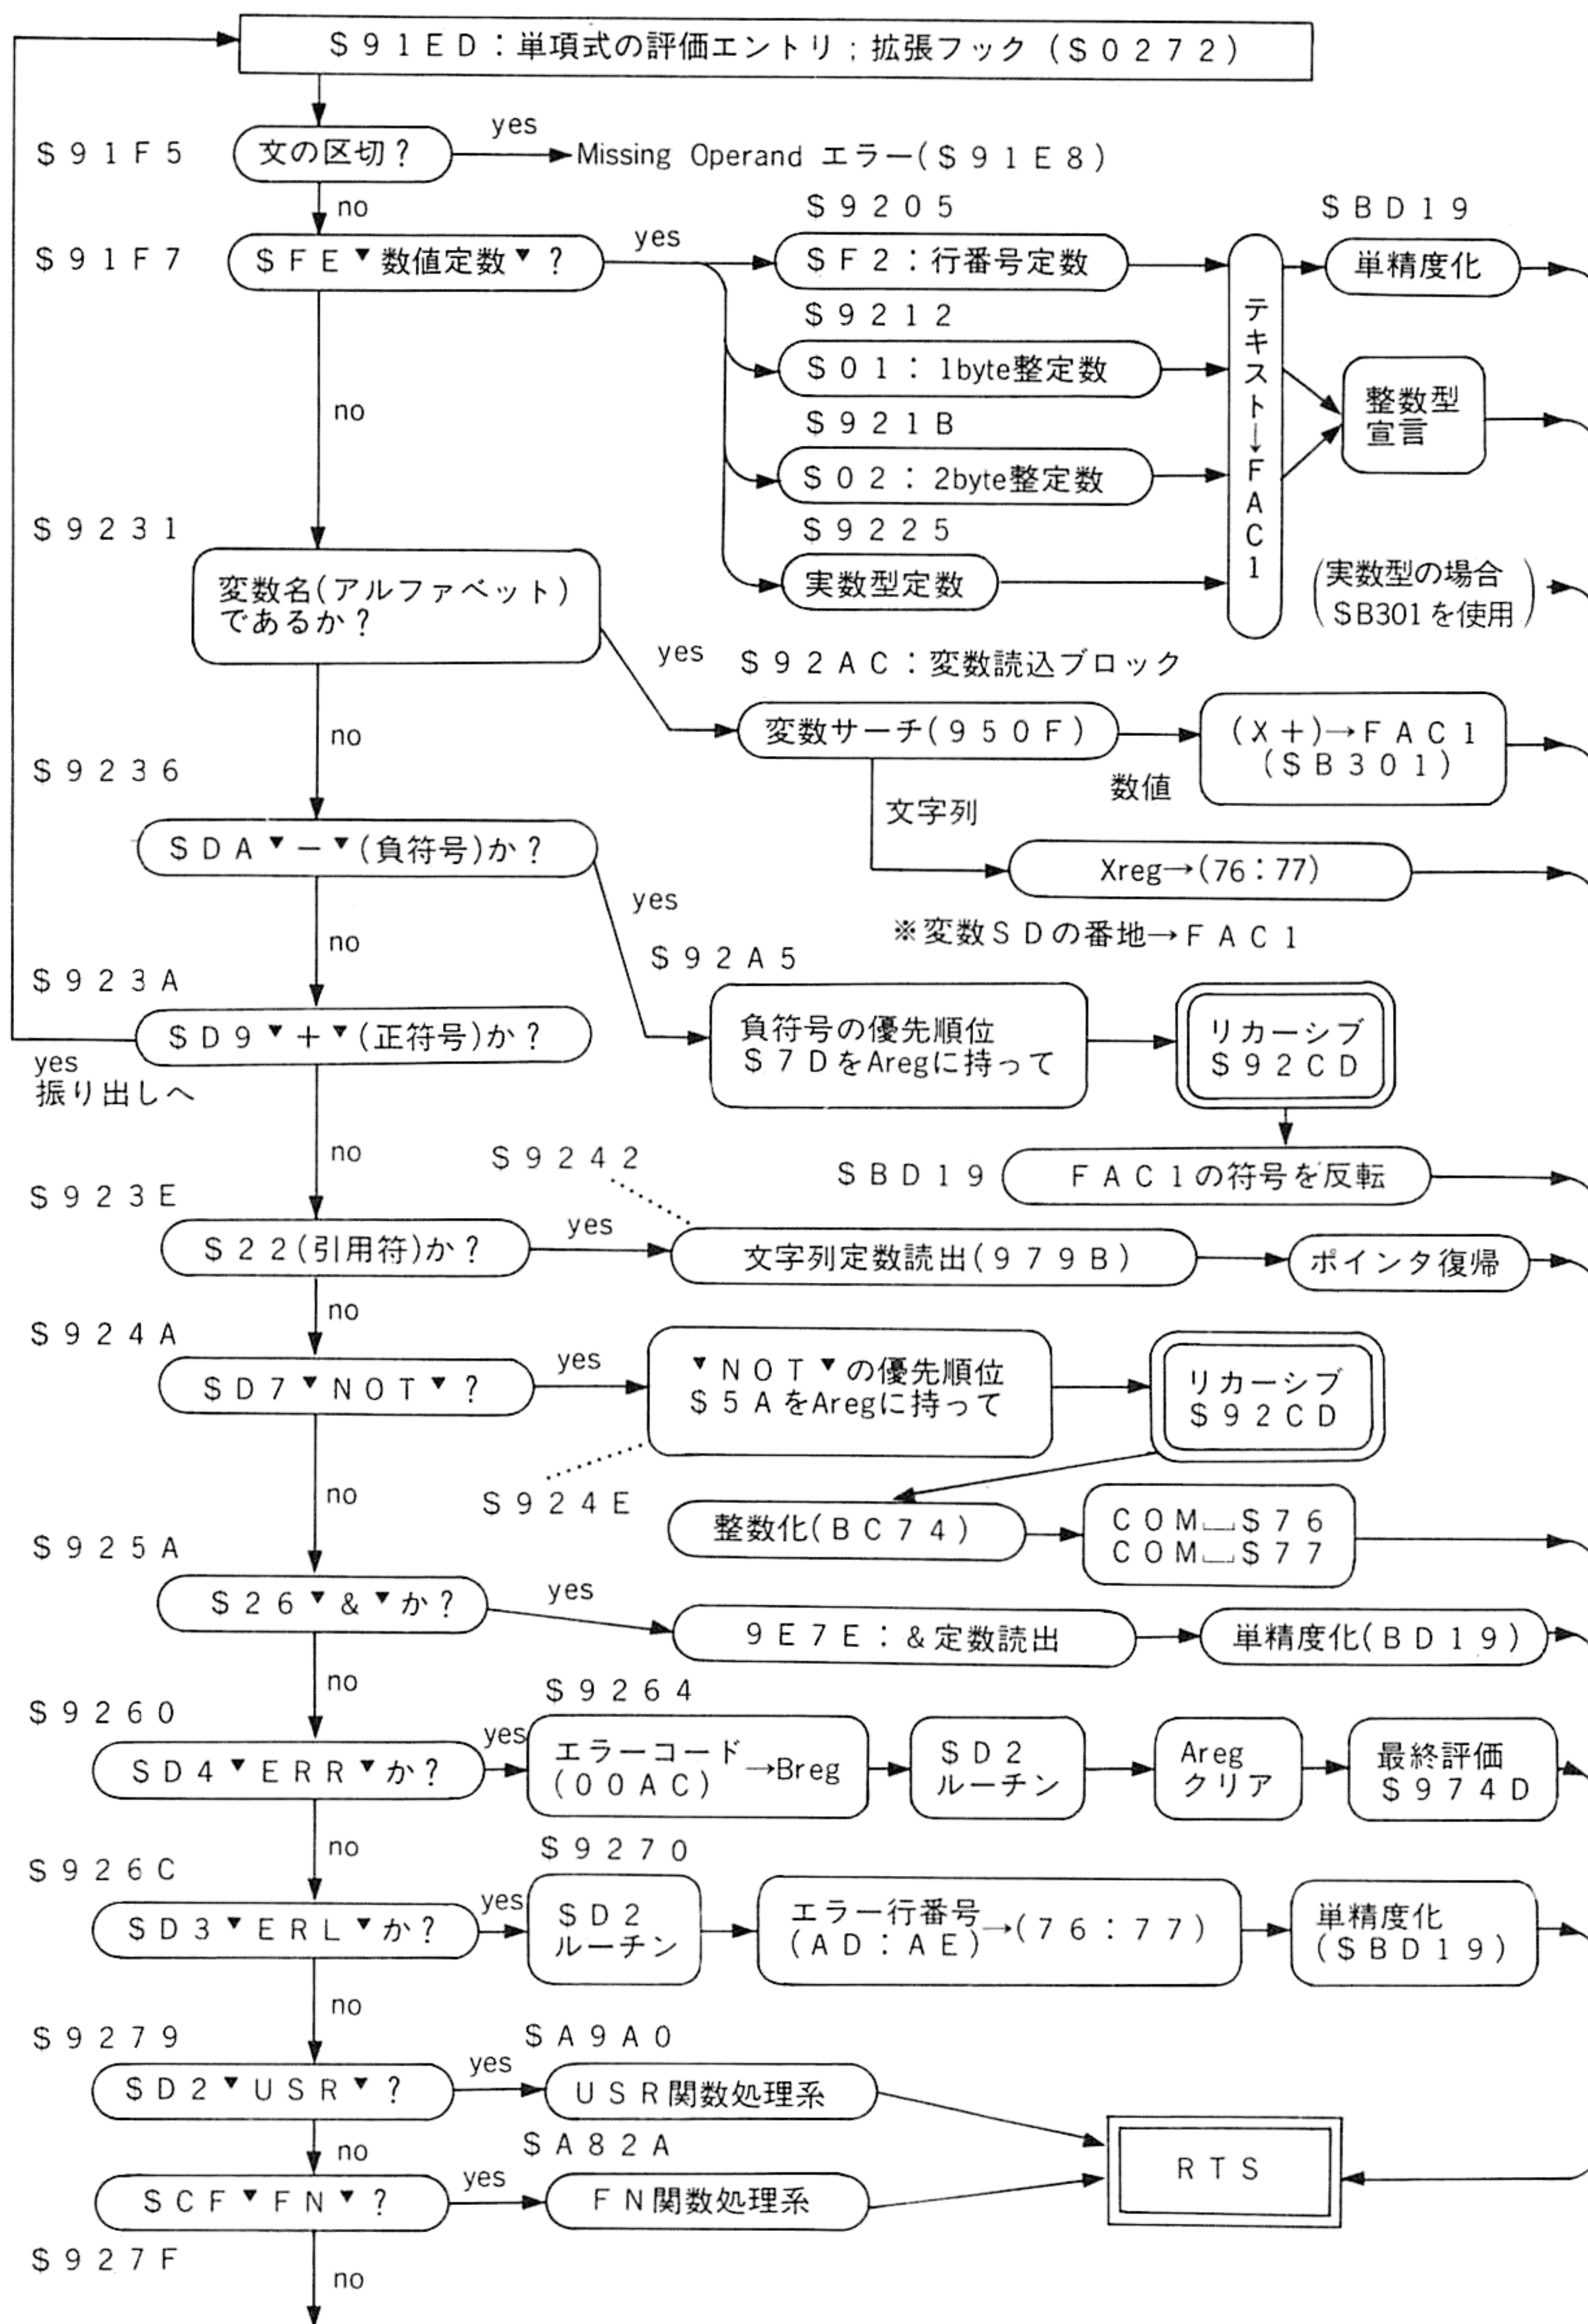 $91ED：単項式の評価エントリ；拡張フック（$0272）
$91F5
文の区切？
yes
Missing Operand エラー($91E8)
no
$91F7
$FE▼数値定数▼？
yes
$9205
$F2：行番号定数
$BD19
単精度化
$9212
$01：1byte整定数
$921B
$02：2byte整定数
$9225
実数型定数
テキスト→FAC1
整数型
宣言
(実数型の場合
$B301を使用)
no
$9231
変数名(アルファベット)
であるか？
yes
$92AC：変数読込ブロック
変数サーチ(950F)
数値
(X+)→FAC1
($B301)
文字列
Xreg→(76：77)
※変数SDの番地→FAC1
no
$9236
$DA▼－▼(負符号)か？
yes
$92A5
負符号の優先順位
$7DをAregに持って
リカーシブ
$92CD
$BD19
FAC1の符号を反転
no
$923A
$D9▼＋▼(正符号)か？
yes
振り出しへ
no
$923E
$22(引用符)か？
yes
$9242
文字列定数読出(979B)
ポインタ復帰
no
$924A
$D7▼NOT▼？
yes
▼NOT▼の優先順位
$5AをAregに持って
$924E
リカーシブ
$92CD
整数化(BC74)
COM⎵$76
COM⎵$77
no
$925A
$26▼&▼か？
yes
9E7E：&定数読出
単精度化(BD19)
no
$9260
$D4▼ERR▼か？
yes
$9264
エラーコード
(00AC)
→Breg
$D2
ルーチン
Areg
クリア
最終評価
$974D
no
$926C
$D3▼ERL▼か？
yes
$9270
$D2
ルーチン
エラー行番号
(AD：AE)
→(76：77)
単精度化
($BD19)
no
$9279
$D2▼USR▼？
yes
$A9A0
USR関数処理系
no
$CF▼FN▼？
yes
$A82A
FN関数処理系
RTS
$927F
no